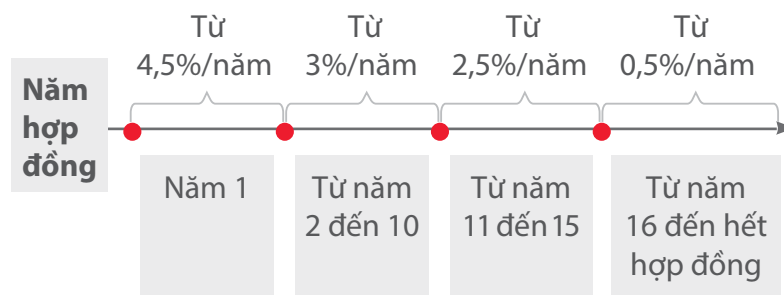 Từ
4,5%/năm
Từ
3%/năm
Từ
2,5%/năm
Từ
0,5%/năm
Năm
hợp
đồng
Năm 1
Từ năm
2 đến 10
Từ năm
11 đến 15
Từ năm
16 đến hết
hợp đồng